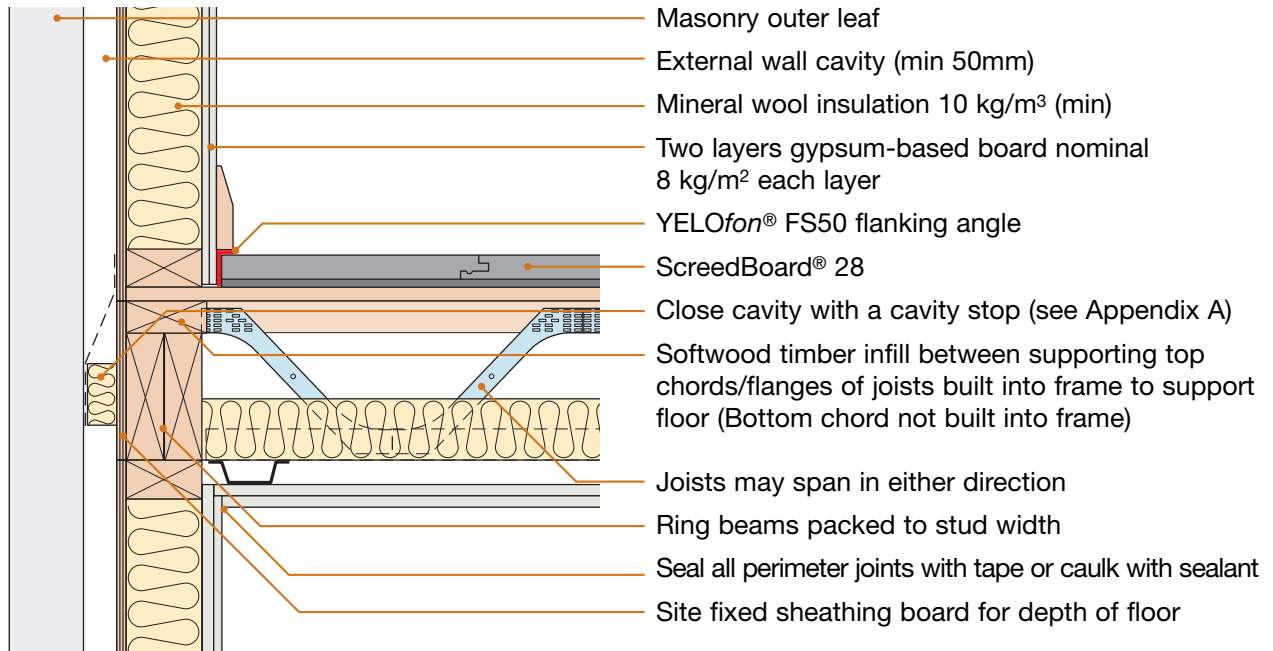 Masonry outer leaf
External wall cavity (min 50mm)
Mineral wool insulation 10 kg/m³ (min)
Two layers gypsum-based board nominal
8 kg/m² each layer
YELOfon® FS50 flanking angle
ScreedBoard® 28
Close cavity with a cavity stop (see Appendix A)
Softwood timber infill between supporting top
chords/flanges of joists built into frame to support
floor (Bottom chord not built into frame)
Joists may span in either direction
Ring beams packed to stud width
Seal all perimeter joints with tape or caulk with sealant
Site fixed sheathing board for depth of floor